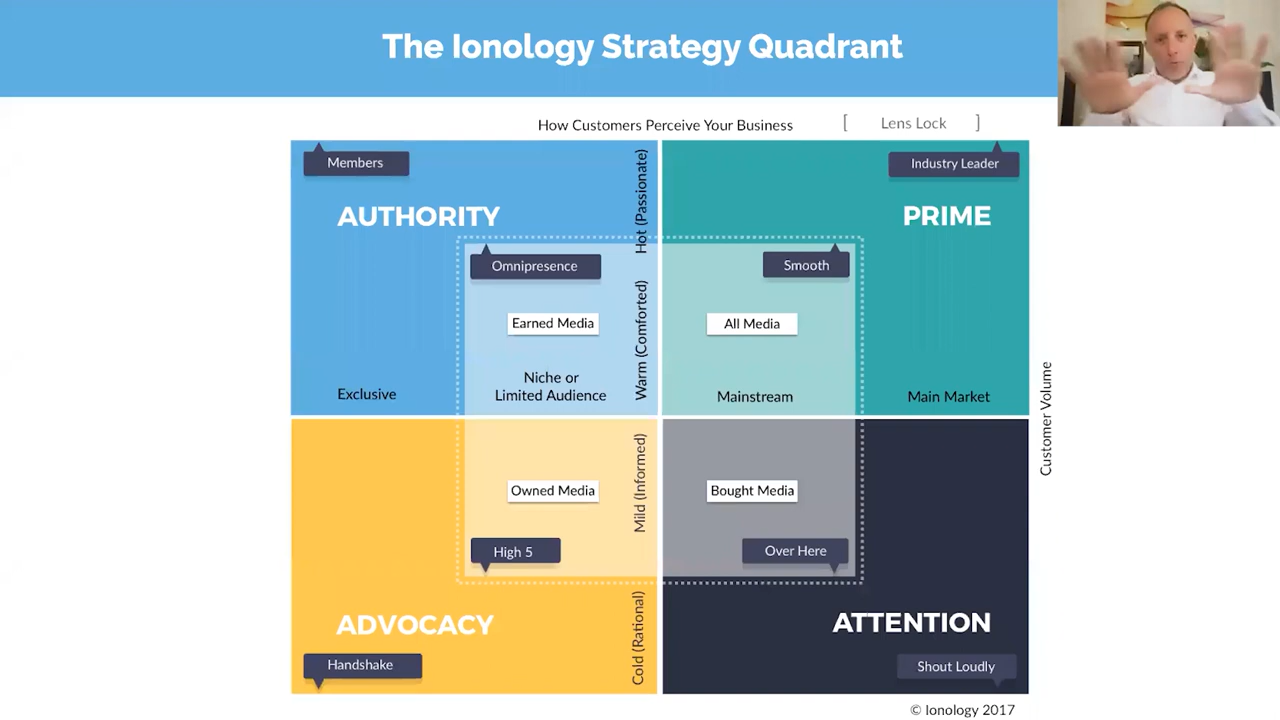 The Ionology Strategy Quadrant
How Customers Perceive Your Business
[ Lens Lock ]
Members
Industry Leader
AUTHORITY
PRIME
Hot (Passionate)
Omnipresence
Smooth
Earned Media
All Media
Warm (Comforted)
Niche or
Limited Audience
Exclusive
Mainstream
Main Market
Customer Volume
Mild (Informed)
Owned Media
Bought Media
High 5
Over Here
Cold (Rational)
ADVOCACY
ATTENTION
Handshake
Shout Loudly
© Ionology 2017